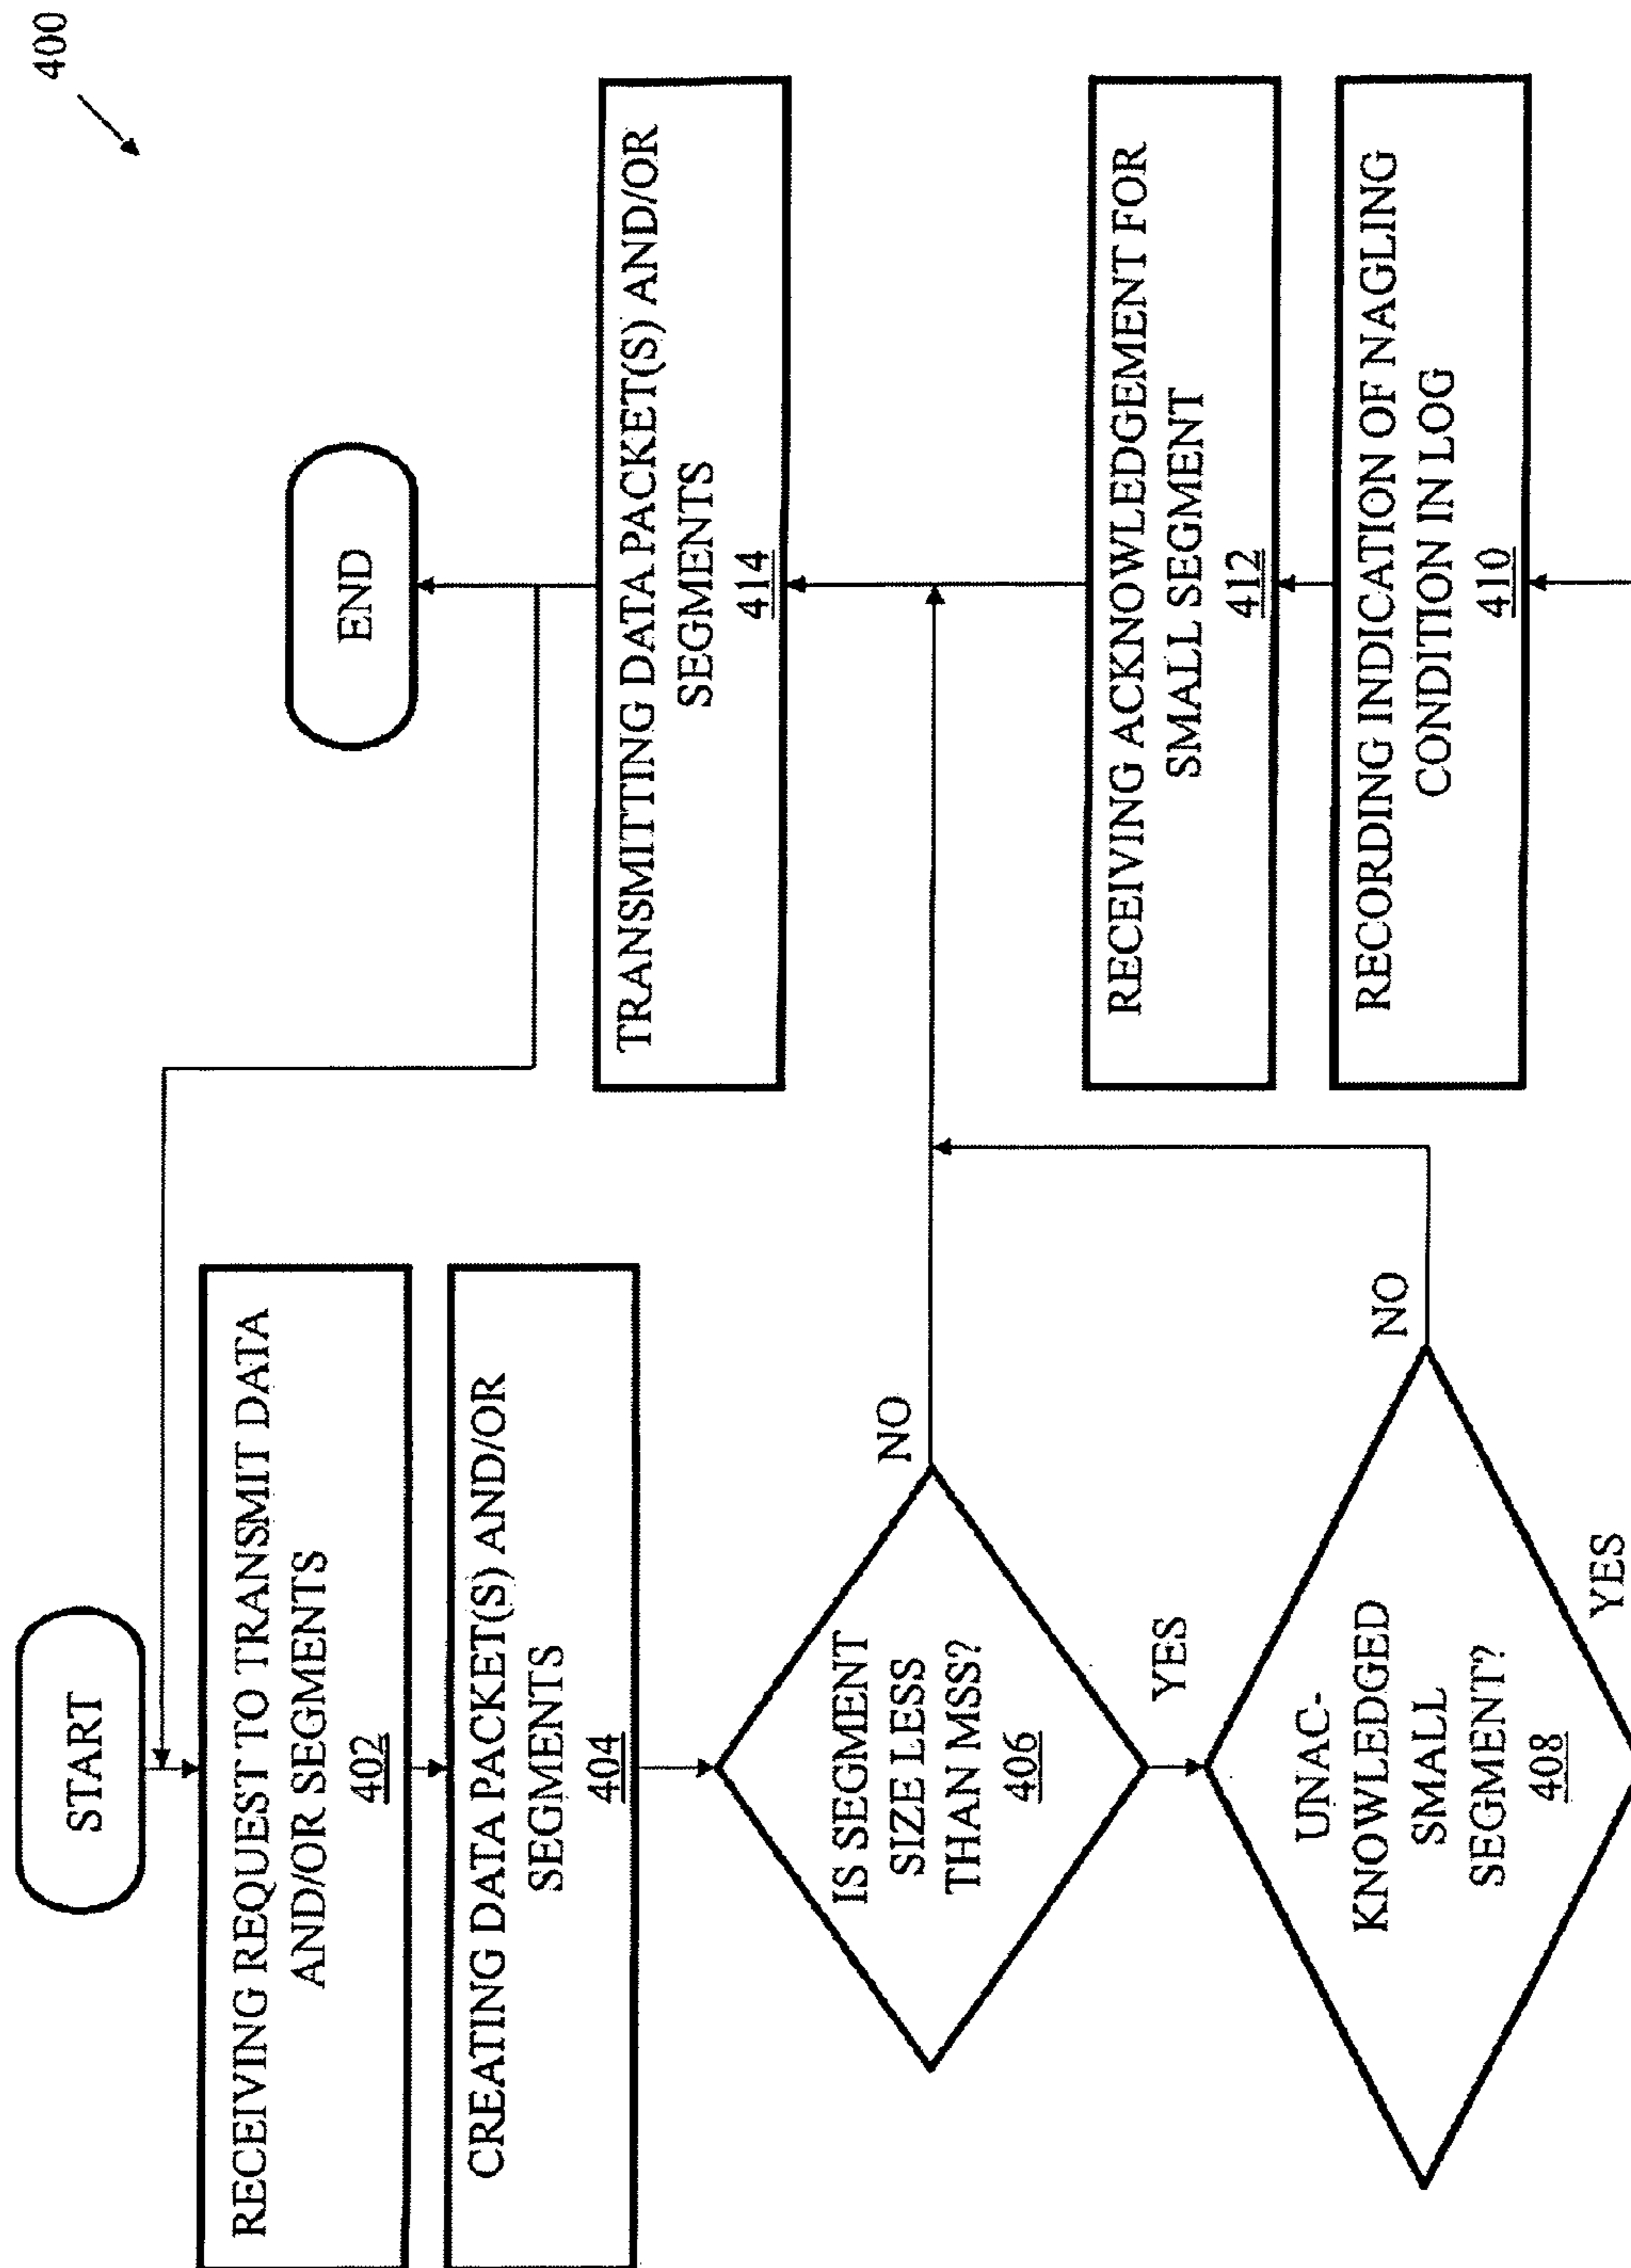 400
START
RECEIVING REQUEST TO TRANSMIT DATA
AND/OR SEGMENTS
402
CREATING DATA PACKET(S) AND/OR
SEGMENTS
404
IS SEGMENT
SIZE LESS
THAN MSS?
406
NO
YES
UNAC-
KNOWLEDGED
SMALL
SEGMENT?
408
NO
YES
RECORDING INDICATION OF NAGLING
CONDITION IN LOG
410
RECEIVING ACKNOWLEDGEMENT FOR
SMALL SEGMENT
412
TRANSMITTING DATA PACKET(S) AND/OR
SEGMENTS
414
END